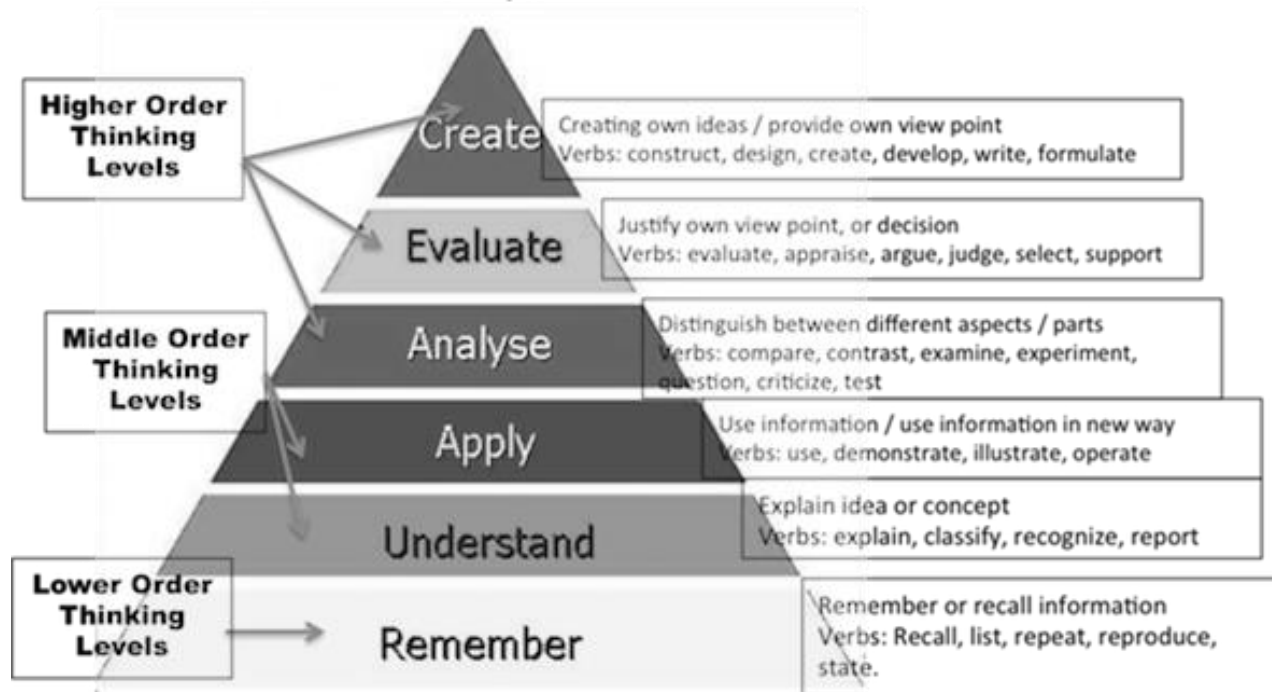 Higher Order
Thinking
Levels
Create
Creating own ideas / provide own view point
Verbs: construct, design, create, develop, write, formulate
Evaluate
Justify own view point, or decision
Verbs: evaluate, appraise, argue, judge, select, support
Middle Order
Thinking
Levels
Analyse
Distinguish between different aspects / parts
Verbs: compare, contrast, examine, experiment,
question, criticize, test
Apply
Use information / use information in new way
Verbs: use, demonstrate, illustrate, operate
Understand
Explain idea or concept
Verbs: explain, classify, recognize, report
Lower Order
Thinking
Levels
Remember
Remember or recall information
Verbs: Recall, list, repeat, reproduce,
state.